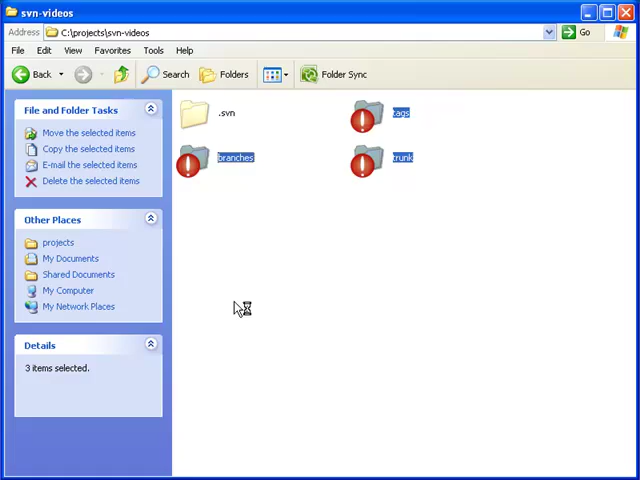 svn-videos
Address C:\projects\svn-videos Go
File Edit View Favorites Tools Help
Back Search Folders Folder Sync
File and Folder Tasks
Move the selected items
Copy the selected items
E-mail the selected items
Delete the selected items
Other Places
projects
My Documents
Shared Documents
My Computer
My Network Places
Details
3 items selected.
.svn tags
branches trunk